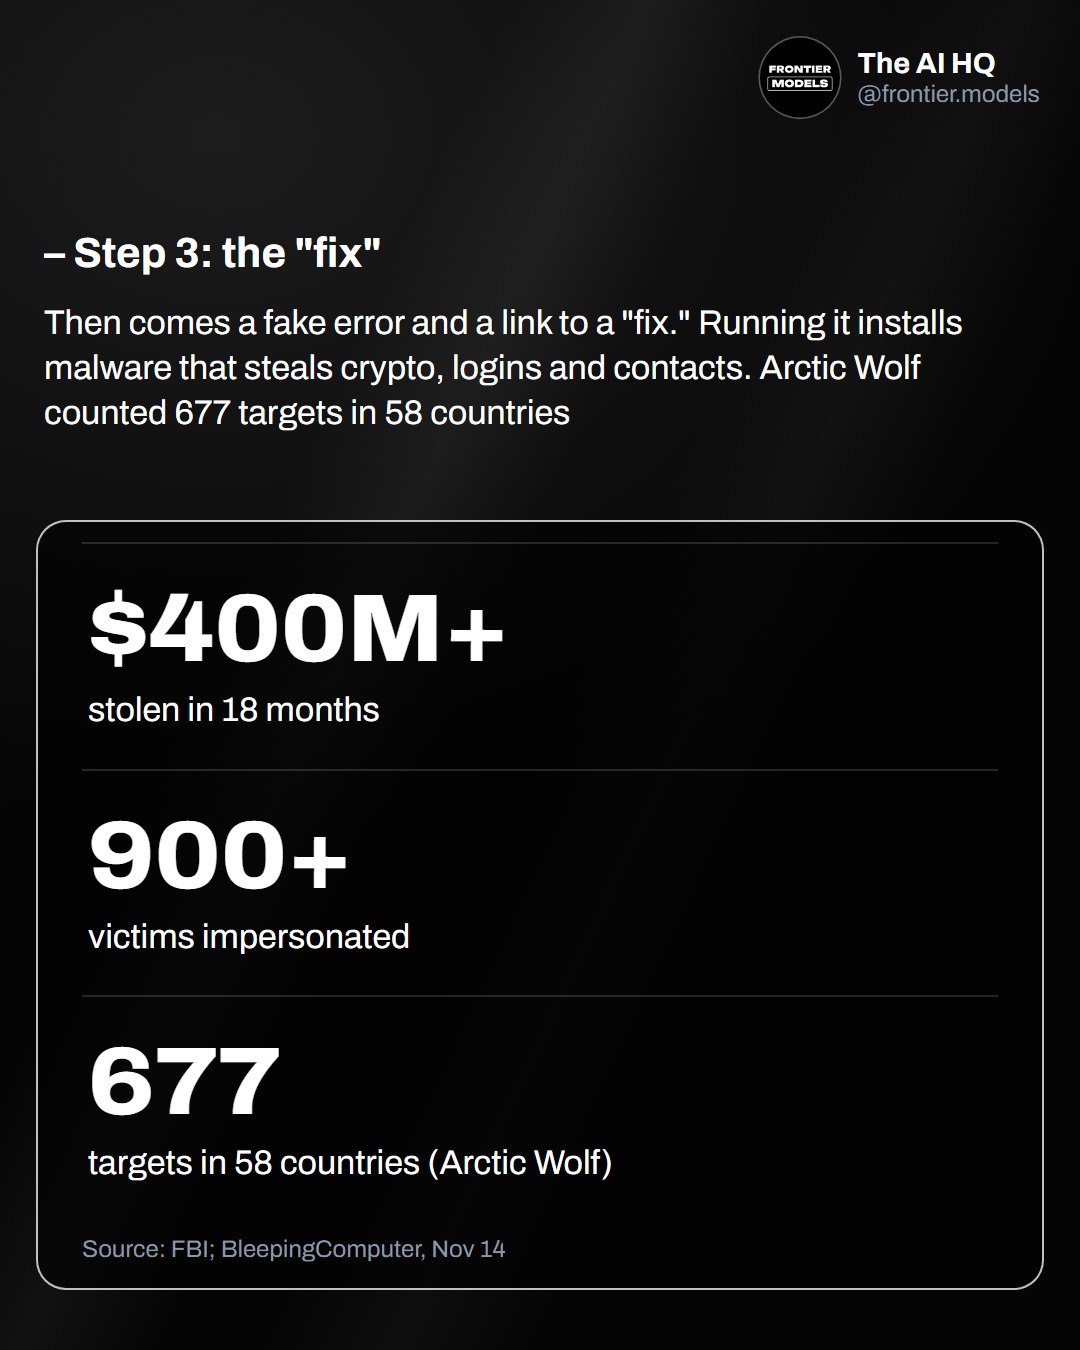 FRONTIER
MODELS
The AI HQ
@frontier.models
– Step 3: the "fix"
Then comes a fake error and a link to a "fix." Running it installs
malware that steals crypto, logins and contacts. Arctic Wolf
counted 677 targets in 58 countries
$400M+
stolen in 18 months
900+
victims impersonated
677
targets in 58 countries (Arctic Wolf)
Source: FBI; BleepingComputer, Nov 14